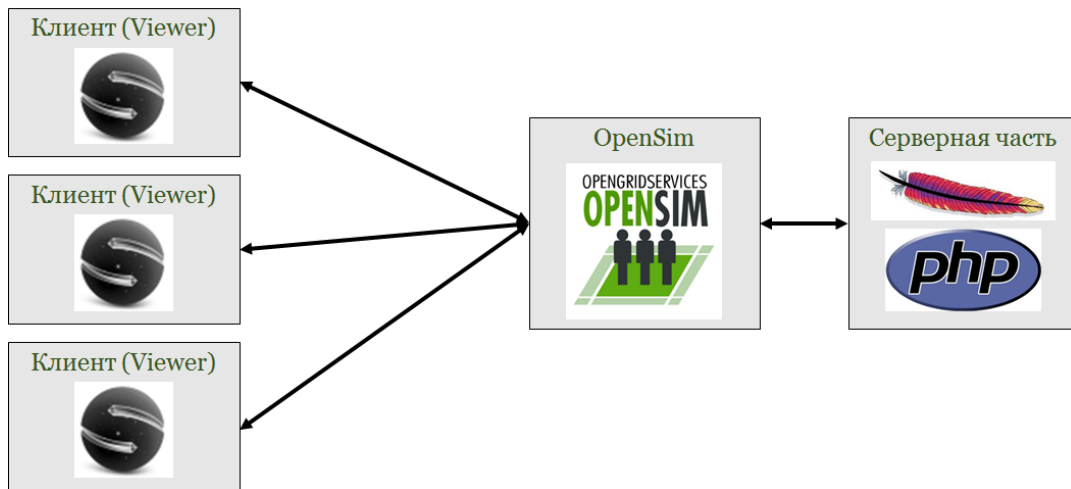 Клиент (Viewer)
Клиент (Viewer)
Клиент (Viewer)
OpenSim
OPENGRIDSERVICES
OPENSIM
Серверная часть
php